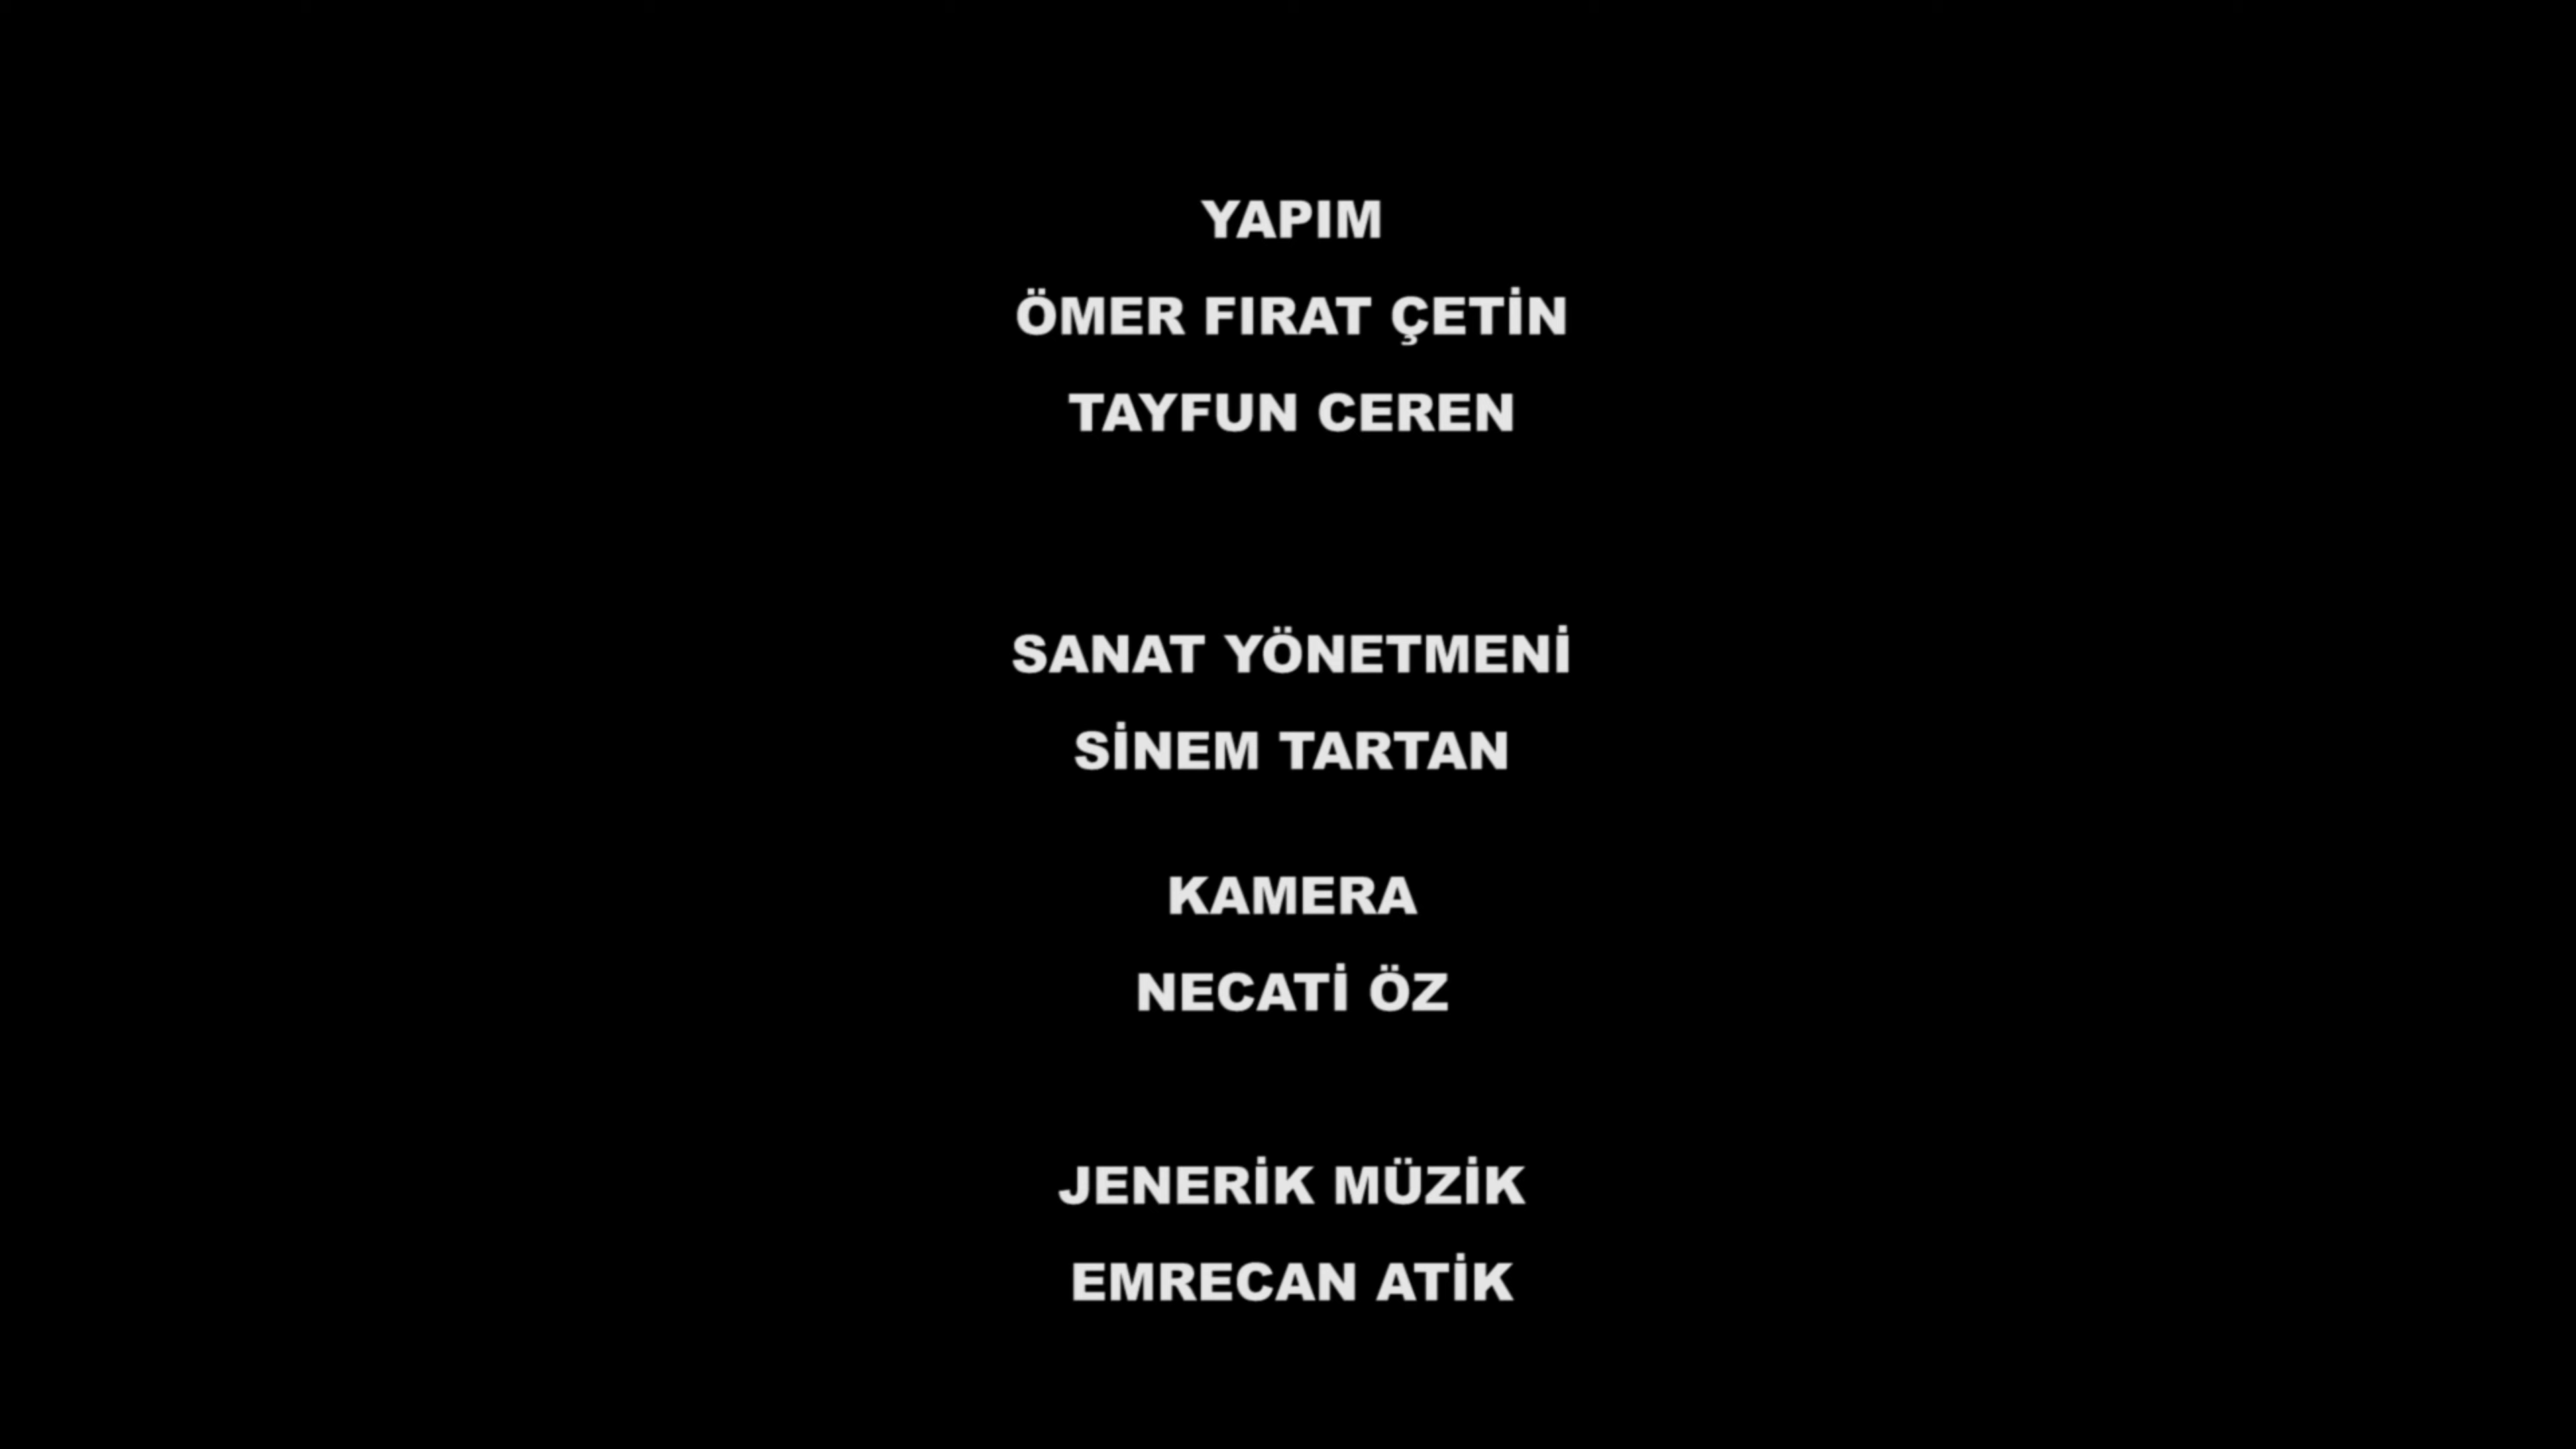 YAPIM
ÖMER FIRAT ÇETİN
TAYFUN CEREN
SANAT YÖNETMENİ
SİNEM TARTAN
KAMERA
NECATİ ÖZ
JENERİK MÜZİK
EMRECAN ATİK